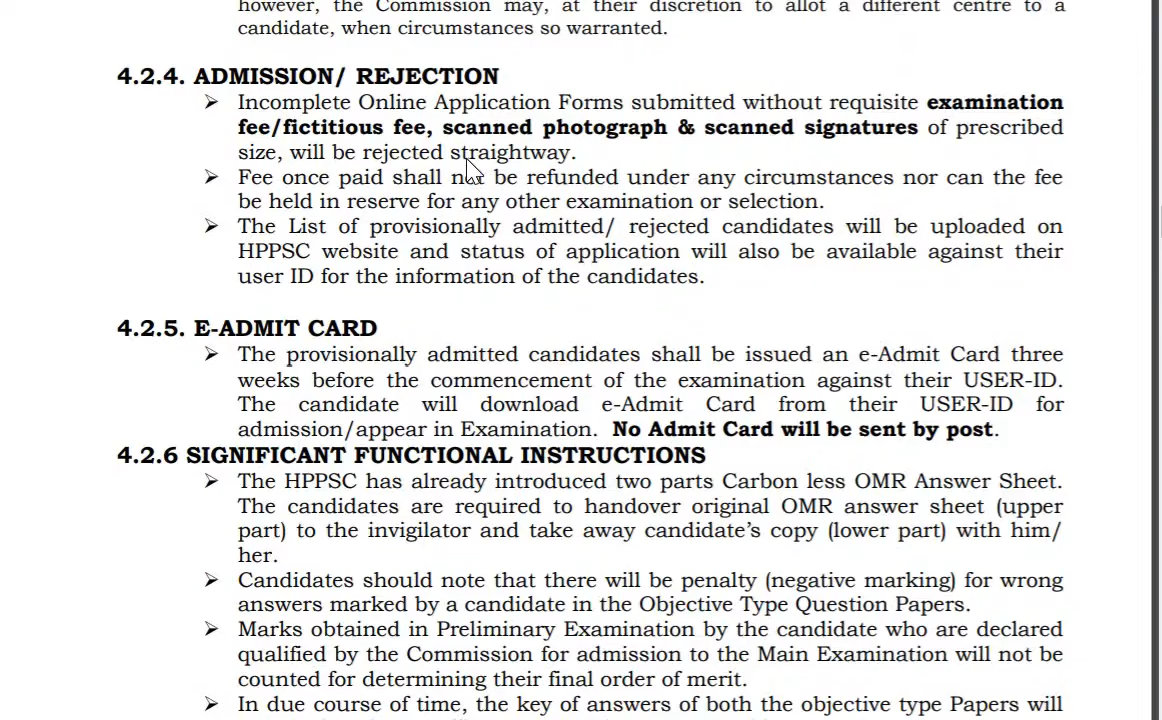 however, the Commission may, at their discretion to allot a different centre to a
candidate, when circumstances so warranted.
4.2.4. ADMISSION/ REJECTION
➢ Incomplete Online Application Forms submitted without requisite examination
fee/fictitious fee, scanned photograph & scanned signatures of prescribed
size, will be rejected straightway.
➢ Fee once paid shall not be refunded under any circumstances nor can the fee
be held in reserve for any other examination or selection.
➢ The List of provisionally admitted/ rejected candidates will be uploaded on
HPPSC website and status of application will also be available against their
user ID for the information of the candidates.
4.2.5. E-ADMIT CARD
➢ The provisionally admitted candidates shall be issued an e-Admit Card three
weeks before the commencement of the examination against their USER-ID.
The candidate will download e-Admit Card from their USER-ID for
admission/appear in Examination. No Admit Card will be sent by post.
4.2.6 SIGNIFICANT FUNCTIONAL INSTRUCTIONS
➢ The HPPSC has already introduced two parts Carbon less OMR Answer Sheet.
The candidates are required to handover original OMR answer sheet (upper
part) to the invigilator and take away candidate's copy (lower part) with him/
her.
➢ Candidates should note that there will be penalty (negative marking) for wrong
answers marked by a candidate in the Objective Type Question Papers.
➢ Marks obtained in Preliminary Examination by the candidate who are declared
qualified by the Commission for admission to the Main Examination will not be
counted for determining their final order of merit.
➢ In due course of time, the key of answers of both the objective type Papers will